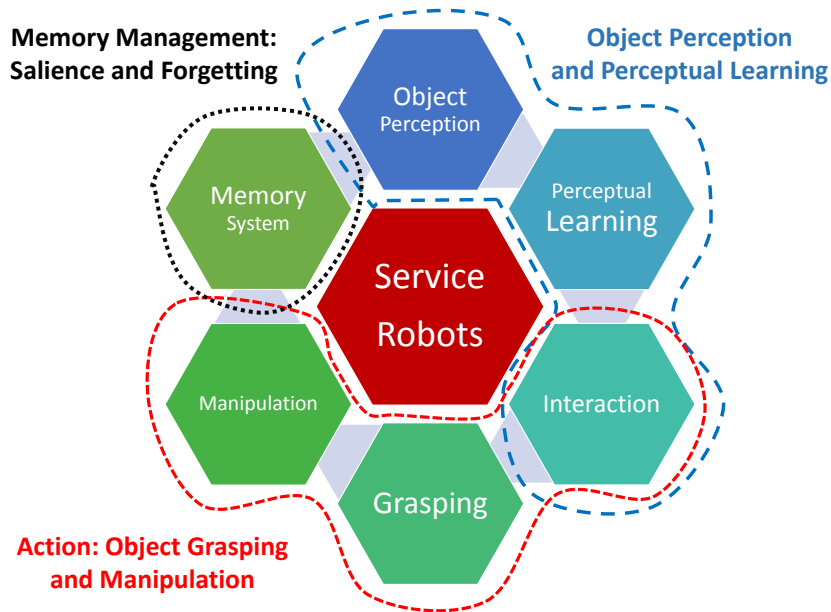 Memory Management:
Salience and Forgetting
Object Perception
and Perceptual Learning
Object
Perception
Memory
System
Perceptual
Learning
Service
Robots
Manipulation
Interaction
Grasping
Action: Object Grasping
and Manipulation